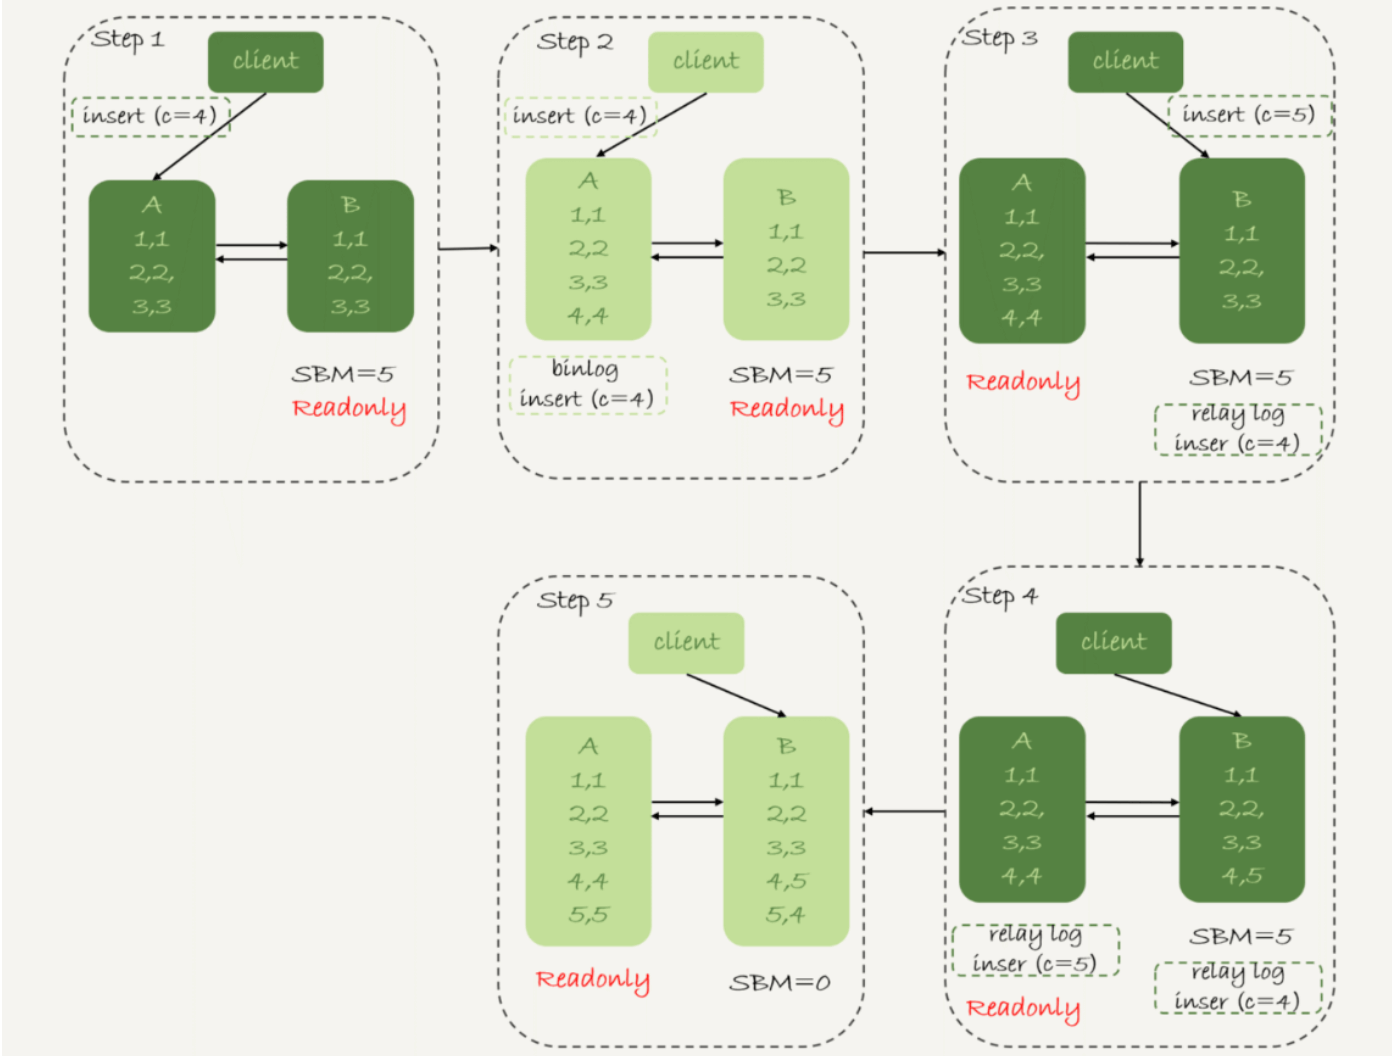 Step 1
client
insert (c=4)
A
1,1
2,2,
3,3
B
1,1
2,2,
3,3
SBM=5
Readonly
Step 2
client
insert (c=4)
A
1,1
2,2
3,3
4,4
binlog
insert (c=4)
B
1,1
2,2
3,3
SBM=5
Readonly
Step 3
client
insert (c=5)
A
1,1
2,2,
3,3
4,4
Readonly
B
1,1
2,2,
3,3
SBM=5
relay log
inser (c=4)
Step 4
client
A
1,1
2,2,
3,3
4,4
relay log
inser (c=5)
Readonly
B
1,1
2,2,
3,3
4,5
SBM=5
relay log
inser (c=4)
Step 5
client
A
1,1
2,2
3,3
4,4
5,5
Readonly
B
1,1
2,2
3,3
4,5
5,4
SBM=0